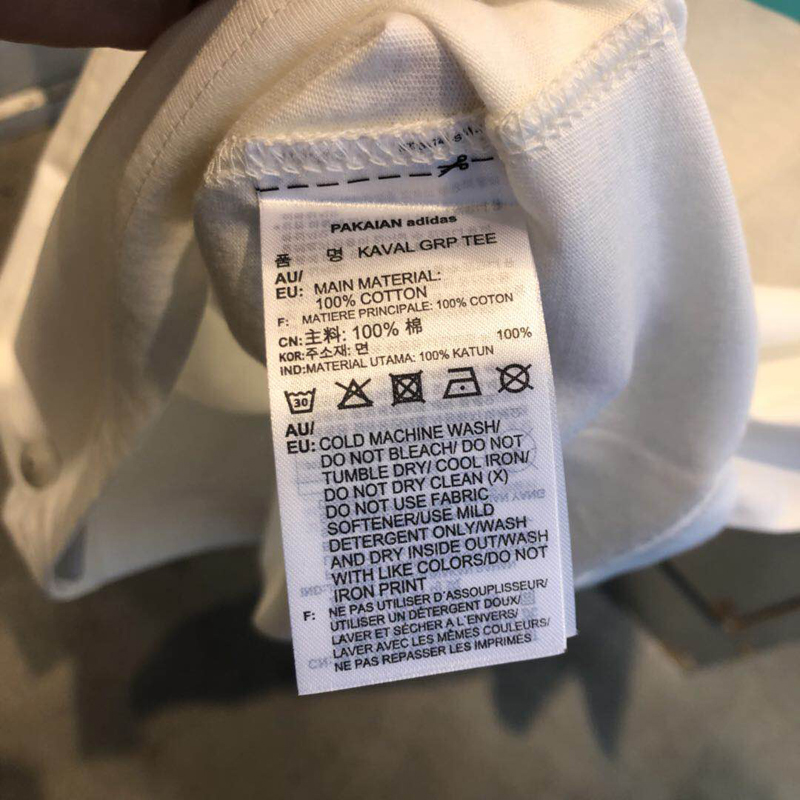 PAKAIAN adidas
품 명 KAVAL GRP TEE
AU/
EU: MAIN MATERIAL:
100% COTTON
F: MATIERE PRINCIPALE: 100% COTON
CN:主料: 100% 棉
KOR:주소재: 면 100%
IND:MATERIAL UTAMA: 100% KATUN
30
AU/
EU: COLD MACHINE WASH/
DO NOT BLEACH/ DO NOT
TUMBLE DRY/ COOL IRON/
DO NOT DRY CLEAN (X)
DO NOT USE FABRIC
SOFTENER/USE MILD
DETERGENT ONLY/WASH
AND DRY INSIDE OUT/WASH
WITH LIKE COLORS/DO NOT
IRON PRINT
F: NE PAS UTILISER D'ASSOUPLISSEUR/
UTILISER UN DÉTERGENT DOUX/
LAVER ET SÉCHER A L'ENVERS/
LAVER AVEC LES MÊMES COULEURS/
NE PAS REPASSER LES IMPRIMÉS